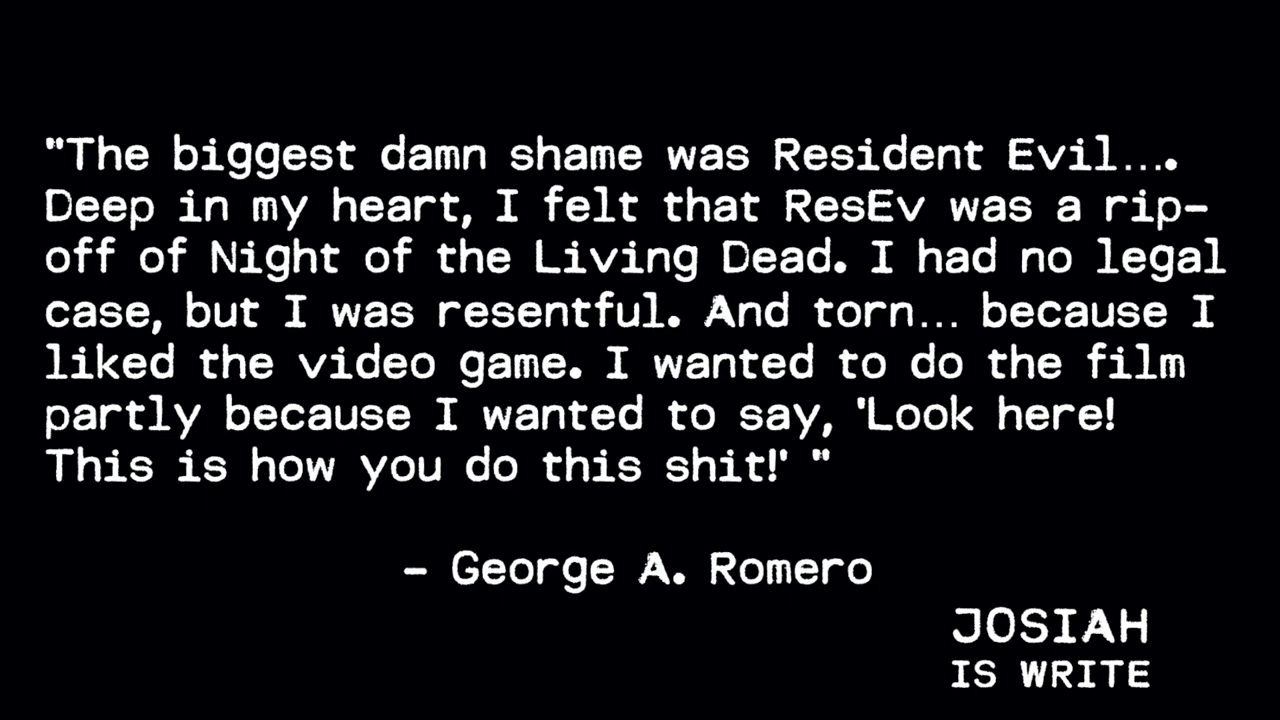 "The biggest damn shame was Resident Evil….
Deep in my heart, I felt that ResEv was a rip-
off of Night of the Living Dead. I had no legal
case, but I was resentful. And torn… because I
liked the video game. I wanted to do the film
partly because I wanted to say, 'Look here!
This is how you do this shit!' "
– George A. Romero
JOSIAH
IS WRITE